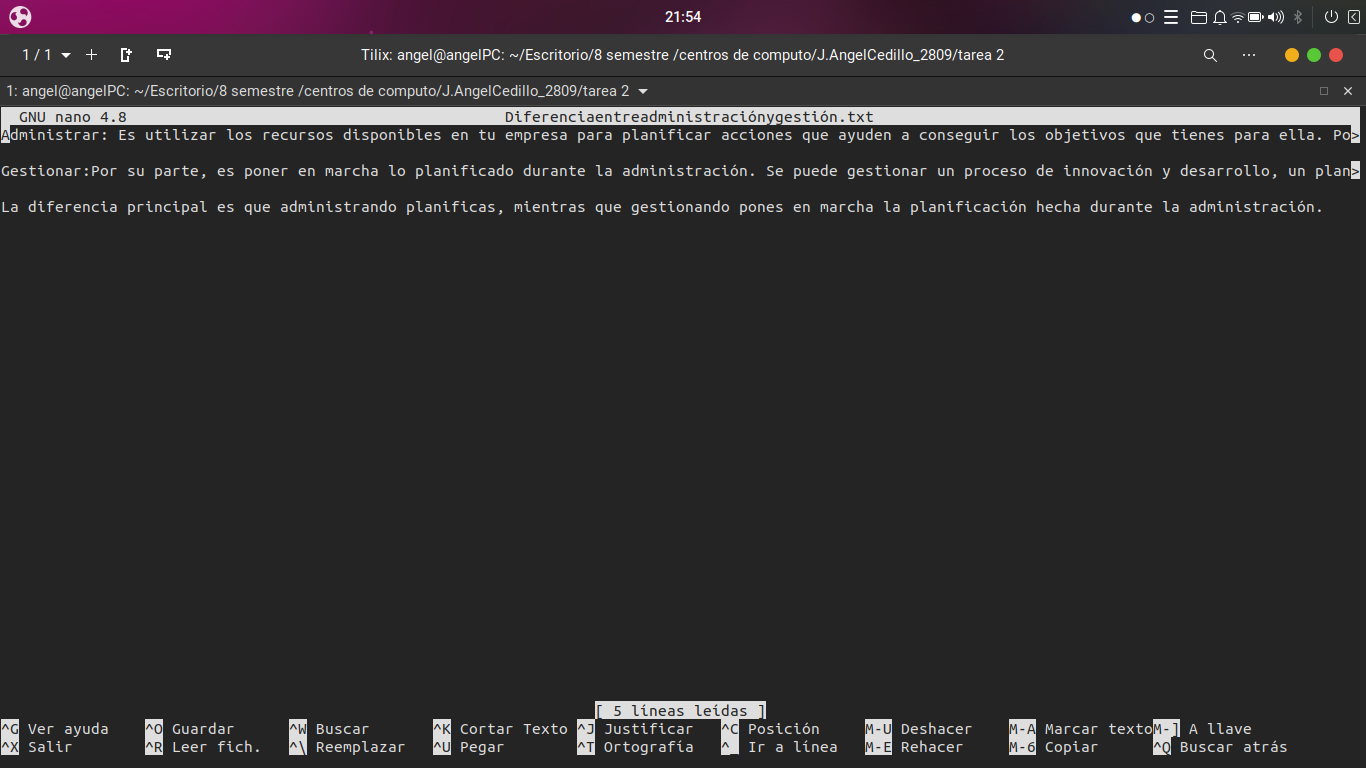 21:54
1 / 1
Tilix: angel@angelPC: ~/Escritorio/8 semestre /centros de computo/J.AngelCedillo_2809/tarea 2
1: angel@angelPC: ~/Escritorio/8 semestre /centros de computo/J.AngelCedillo_2809/tarea 2
GNU nano 4.8 Diferenciaentreadministraciónygestión.txt
Administrar: Es utilizar los recursos disponibles en tu empresa para planificar acciones que ayuden a conseguir los objetivos que tienes para ella. Po>
Gestionar:Por su parte, es poner en marcha lo planificado durante la administración. Se puede gestionar un proceso de innovación y desarrollo, un plan>
La diferencia principal es que administrando planificas, mientras que gestionando pones en marcha la planificación hecha durante la administración.
[ 5 líneas leídas ]
^G Ver ayuda ^O Guardar ^W Buscar ^K Cortar Texto ^J Justificar ^C Posición M-U Deshacer M-A Marcar texto M-] A llave
^X Salir ^R Leer fich. ^\ Reemplazar ^U Pegar ^T Ortografía ^_ Ir a línea M-E Rehacer M-6 Copiar ^Q Buscar atrás